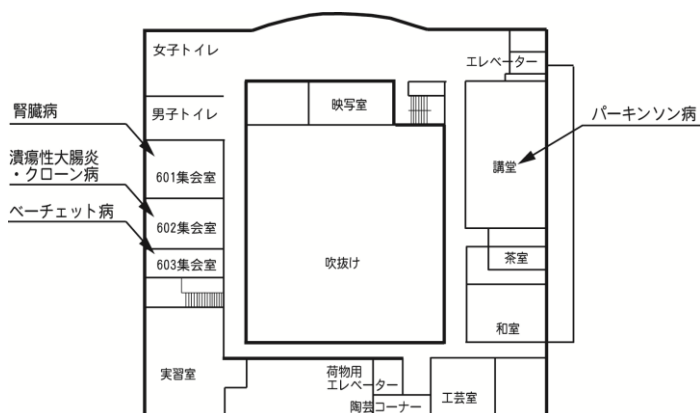 女子トイレ
エレベーター
腎臓病
男子トイレ
映写室
パーキンソン病
潰瘍性大腸炎
・クローン病
601集会室
講堂
ベーチェット病
602集会室
603集会室
吹抜け
茶室
和室
実習室
荷物用
エレベーター
陶芸コーナー
工芸室